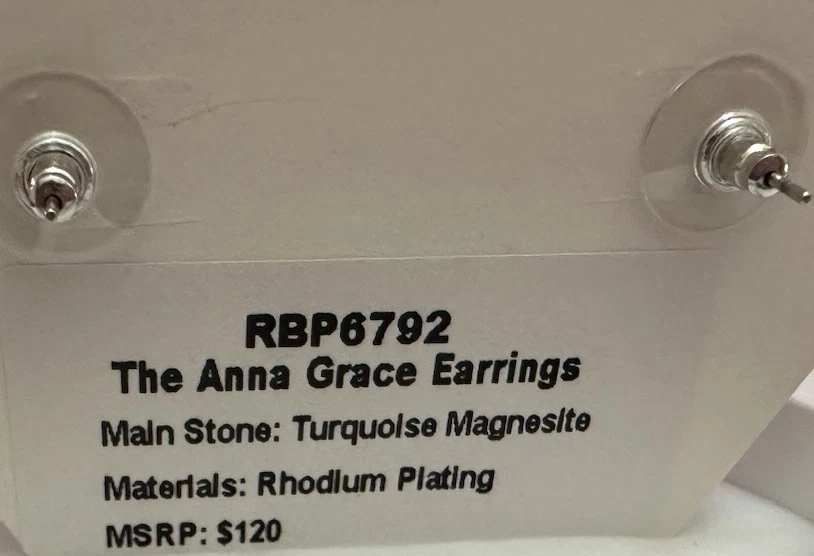 RBP6792
The Anna Grace Earrings
Main Stone: Turquoise Magnesite
Materials: Rhodium Plating
MSRP: $120